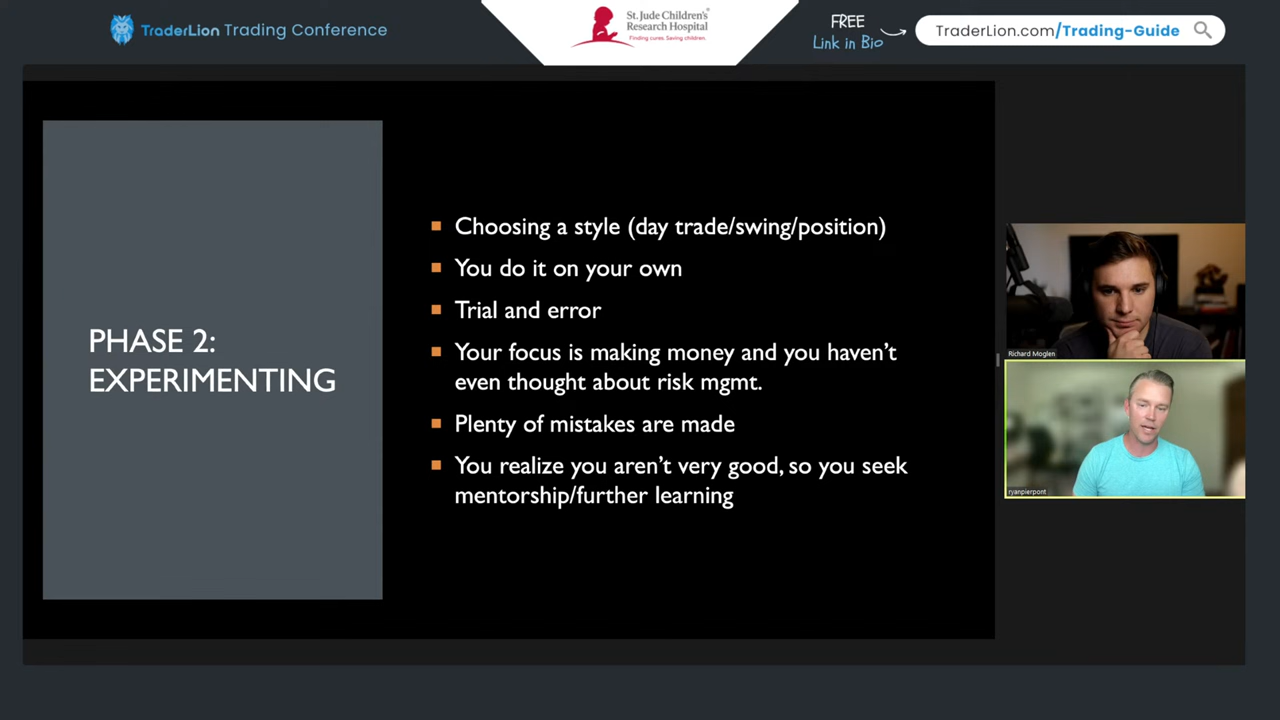 TraderLion Trading Conference
St. Jude Children's
Research Hospital
Finding cures. Saving children.
FREE
Link in Bio
TraderLion.com/Trading-Guide
PHASE 2:
EXPERIMENTING
Choosing a style (day trade/swing/position)
You do it on your own
Trial and error
Your focus is making money and you haven't
even thought about risk mgmt.
Plenty of mistakes are made
You realize you aren't very good, so you seek
mentorship/further learning
Richard Moglen
ryanpierpont